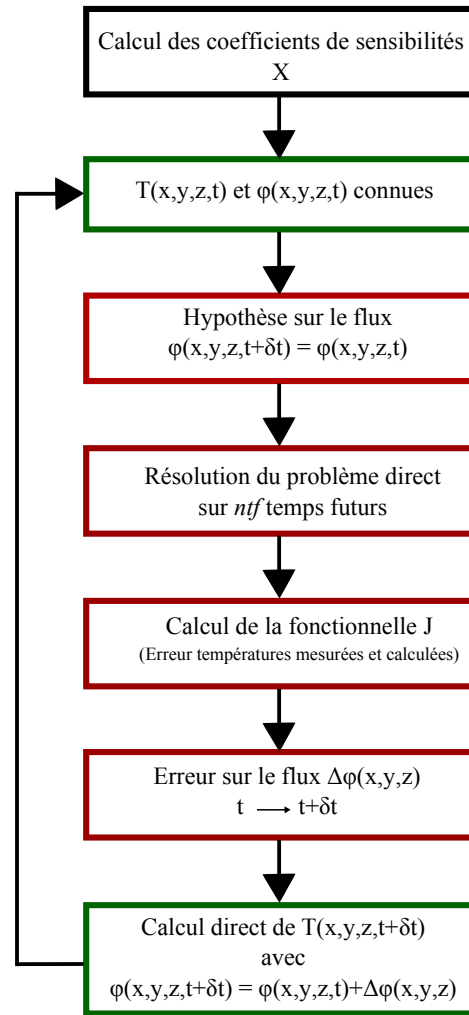 Calcul des coefficients de sensibilités
X
T(x,y,z,t) et φ(x,y,z,t) connues
Hypothèse sur le flux
φ(x,y,z,t+δt) = φ(x,y,z,t)
Résolution du problème direct
sur ntf temps futurs
Calcul de la fonctionnelle J
(Erreur températures mesurées et calculées)
Erreur sur le flux Δφ(x,y,z)
t → t+δt
Calcul direct de T(x,y,z,t+δt)
avec
φ(x,y,z,t+δt) = φ(x,y,z,t)+Δφ(x,y,z)